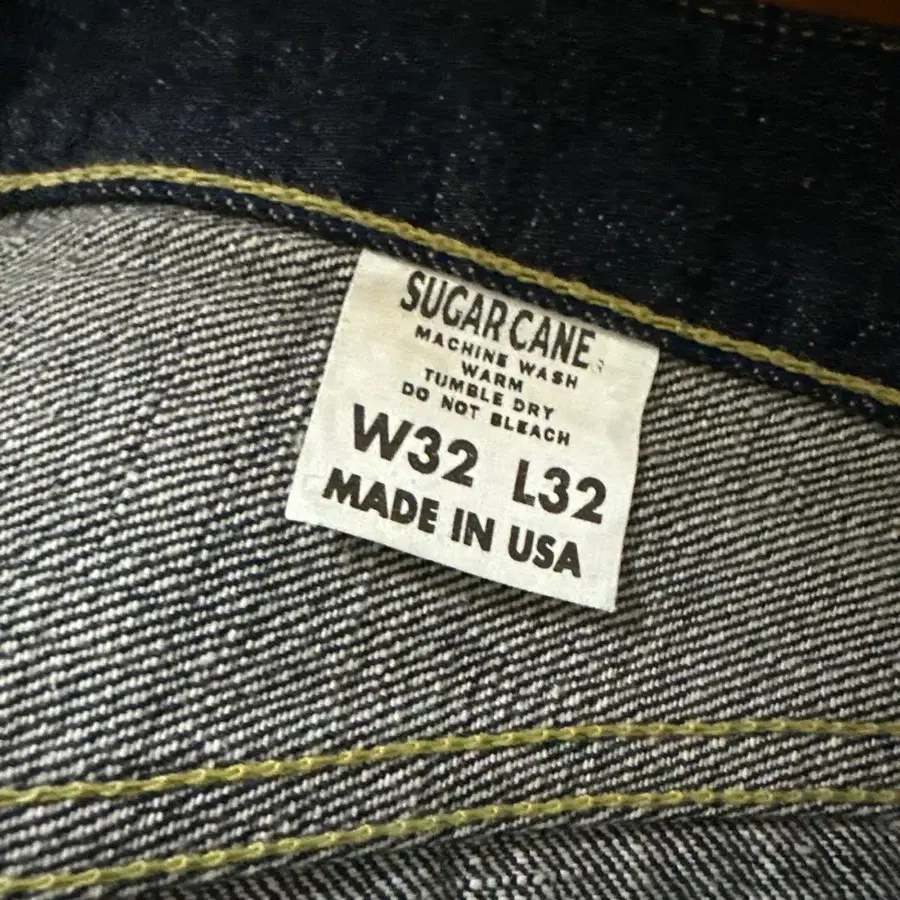 SUGAR CANE
MACHINE WASH
WARM
TUMBLE DRY
DO NOT BLEACH
W32 L32
MADE IN USA